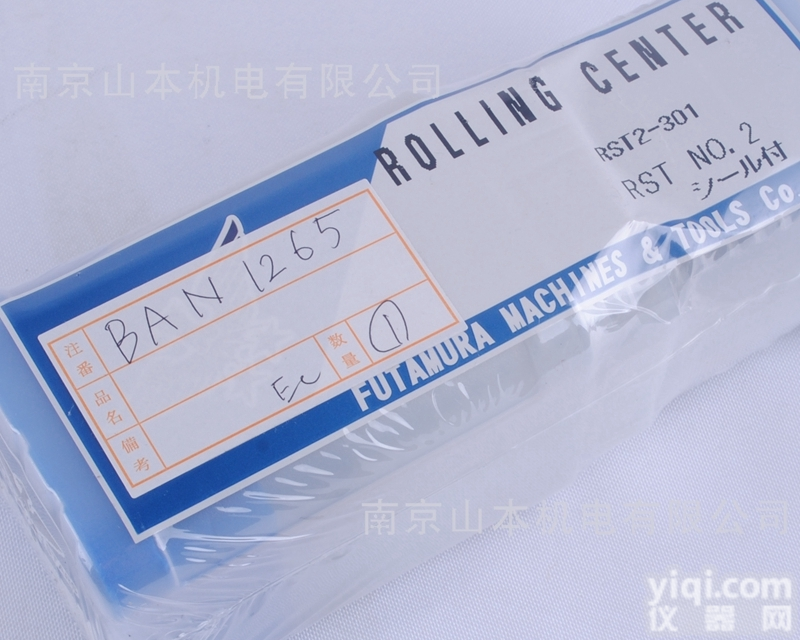 南京山本机电有限公司
ROLLING CENTER
RST2-301
RST NO. 2
シール付
FUTAMURA MACHINES & TOOLS Co.
注番 BAN 1265
品名
数量 ①
備考
南京山本机电有限公司
yiqi.com
仪器网